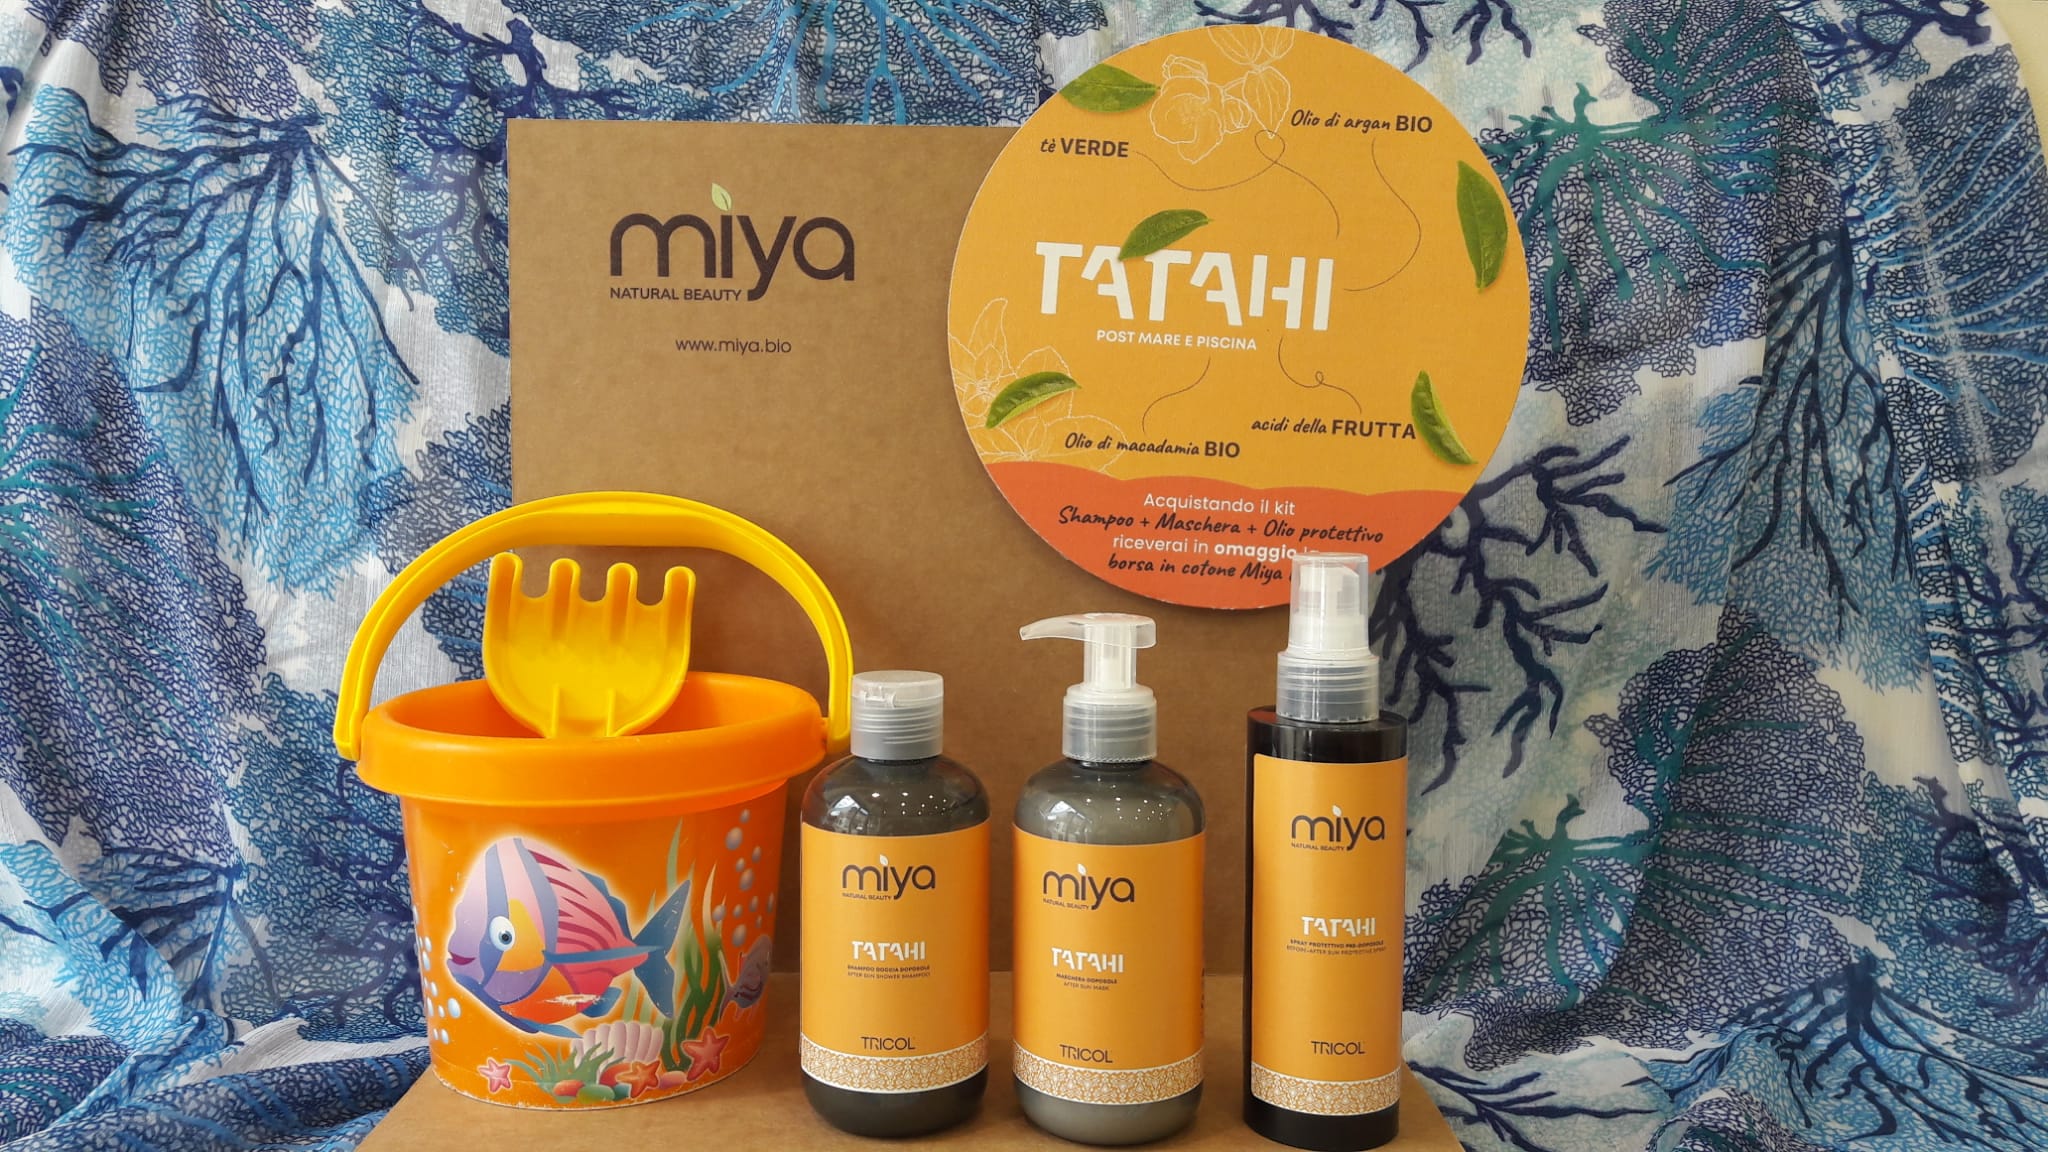 miya
NATURAL BEAUTY
www.miya.bio
tè VERDE
Olio di argan BIO
TATAHI
POST MARE E PISCINA
Olio di macadamia BIO
acidi della FRUTTA
Acquistando il kit
Shampoo + Maschera + Olio protettivo
riceverai in omaggio
borsa in cotone Miya
miya
NATURAL BEAUTY
TATAHI
SHAMPOO DOCCIA DOPOSOLE
AFTER SUN SHOWER SHAMPOO
TRICOL
miya
NATURAL BEAUTY
TATAHI
MASCHERA DOPOSOLE
AFTER SUN MASK
TRICOL
miya
NATURAL BEAUTY
TATAHI
SPRAY PROTETTIVO PRE-DOPOSOLE
BEFORE-AFTER SUN PROTECTIVE SPRAY
TRICOL